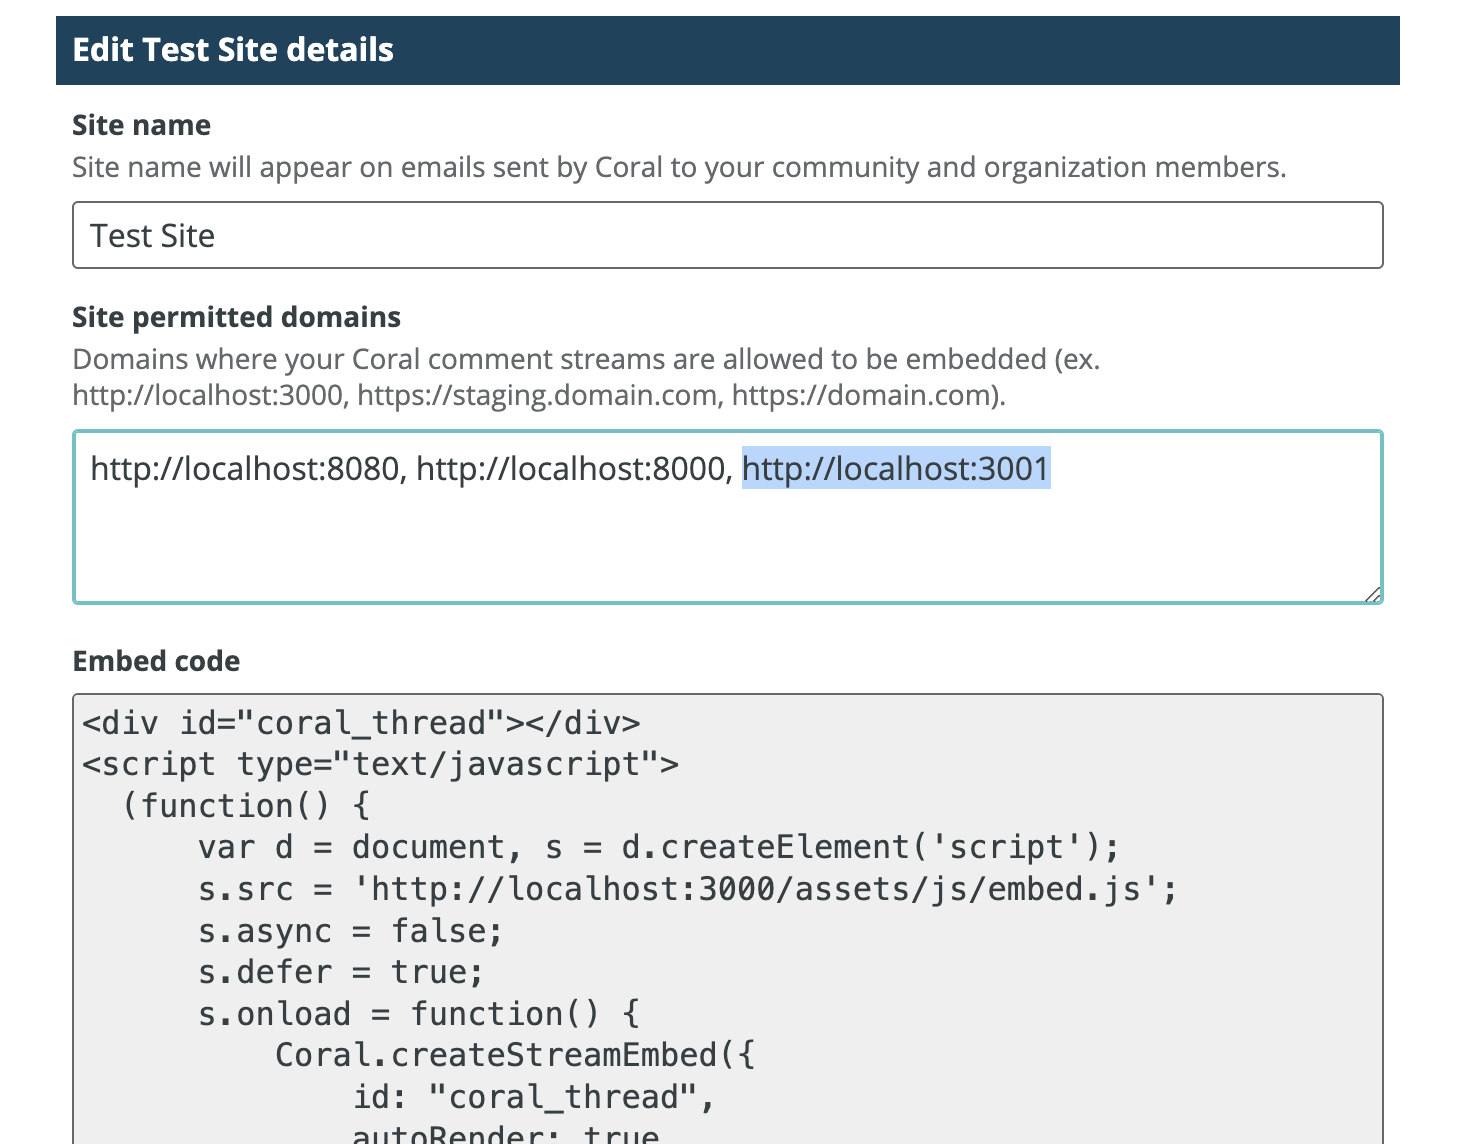 Edit Test Site details
Site name
Site name will appear on emails sent by Coral to your community and organization members.
Test Site
Site permitted domains
Domains where your Coral comment streams are allowed to be embedded (ex.
http://localhost:3000, https://staging.domain.com, https://domain.com).
http://localhost:8080, http://localhost:8000, http://localhost:3001
Embed code
<div id="coral_thread"></div>
<script type="text/javascript">
  (function() {
      var d = document, s = d.createElement('script');
      s.src = 'http://localhost:3000/assets/js/embed.js';
      s.async = false;
      s.defer = true;
      s.onload = function() {
          Coral.createStreamEmbed({
              id: "coral_thread",
              autoRender: true